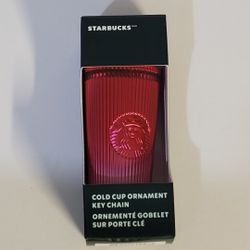 STARBUCKS™
COLD CUP ORNAMENT
KEY CHAIN
ORNEMENTÉ GOBELET
SUR PORTE CLÉ